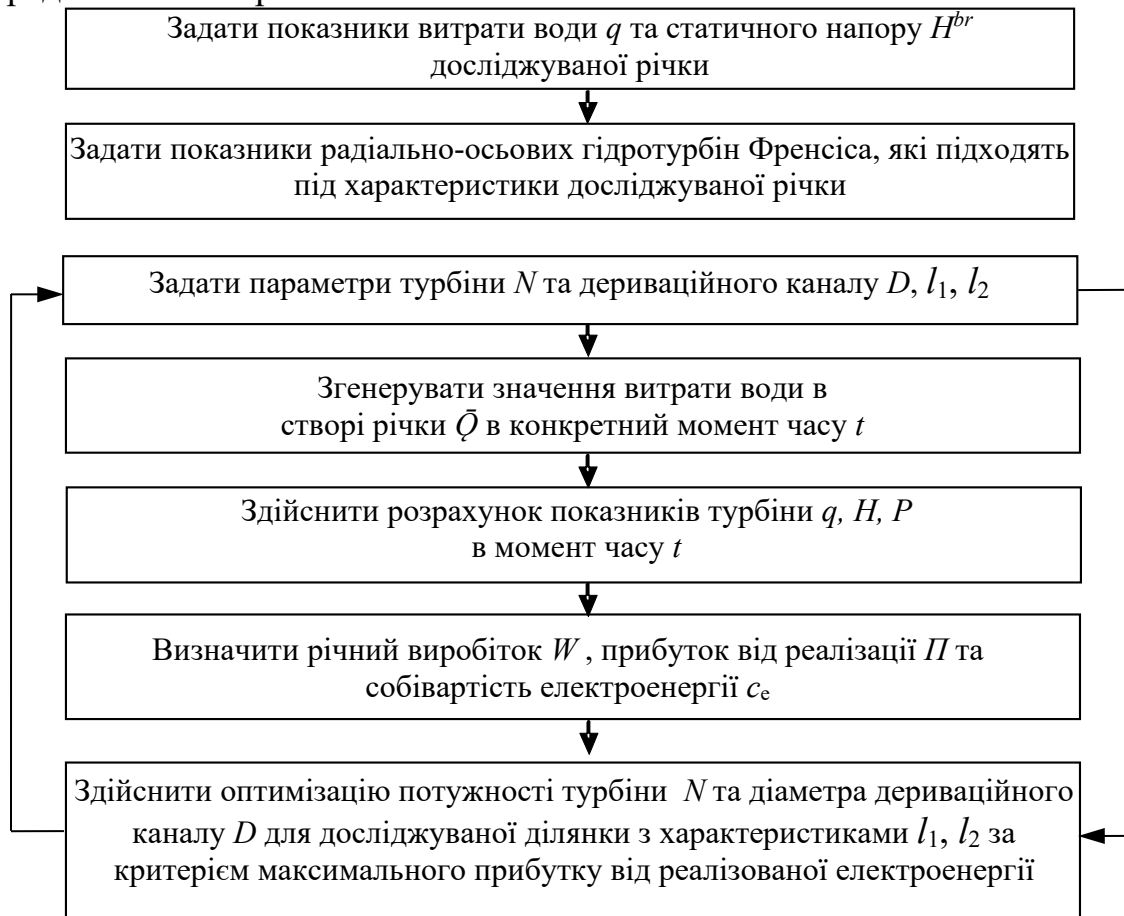 Задати показники витрати води q та статичного напору H^br
досліджуваної річки
Задати показники радіально-осьових гідротурбін Френсіса, які підходять
під характеристики досліджуваної річки
Задати параметри турбіни N та дериваційного каналу D, l₁, l₂
Згенерувати значення витрати води в
створі річки Q̄ в конкретний момент часу t
Здійснити розрахунок показників турбіни q, H, P
в момент часу t
Визначити річний виробіток W , прибуток від реалізації П та
собівартість електроенергії cₑ
Здійснити оптимізацію потужності турбіни N та діаметра дериваційного
каналу D для досліджуваної ділянки з характеристиками l₁, l₂ за
критерієм максимального прибутку від реалізованої електроенергії